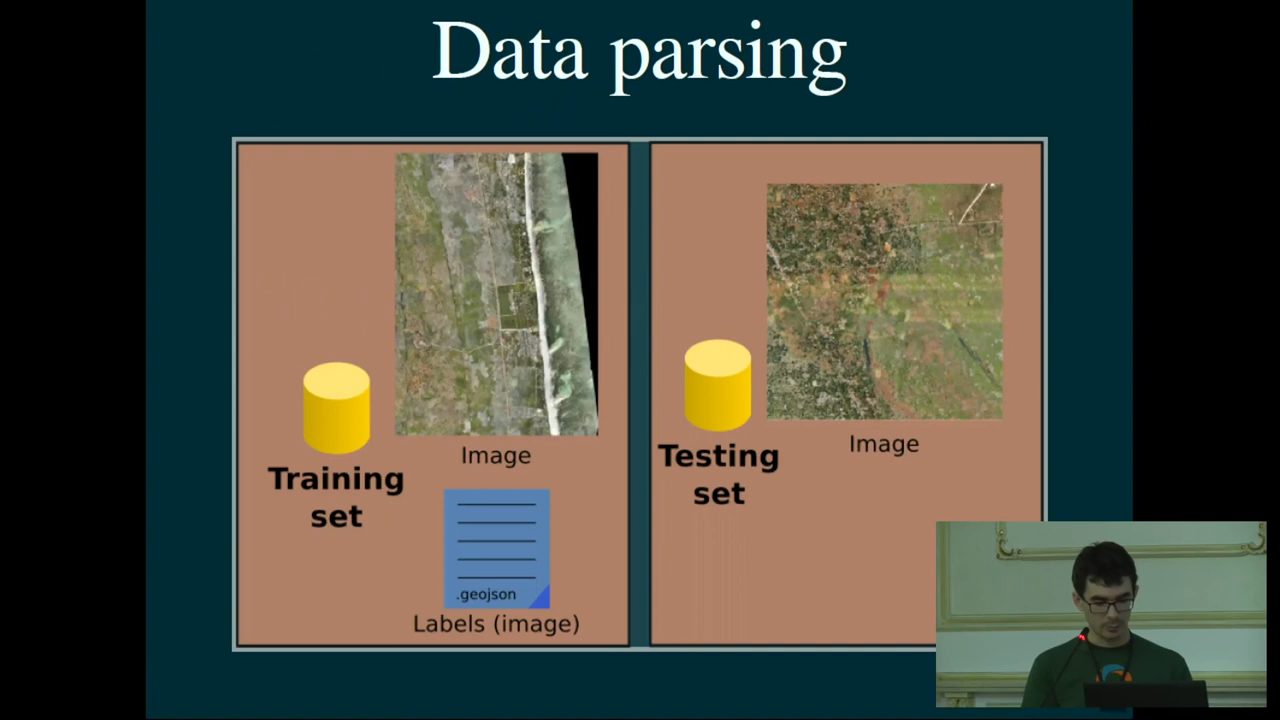 Data parsing
Image
Training
set
.geojson
Labels (image)
Image
Testing
set